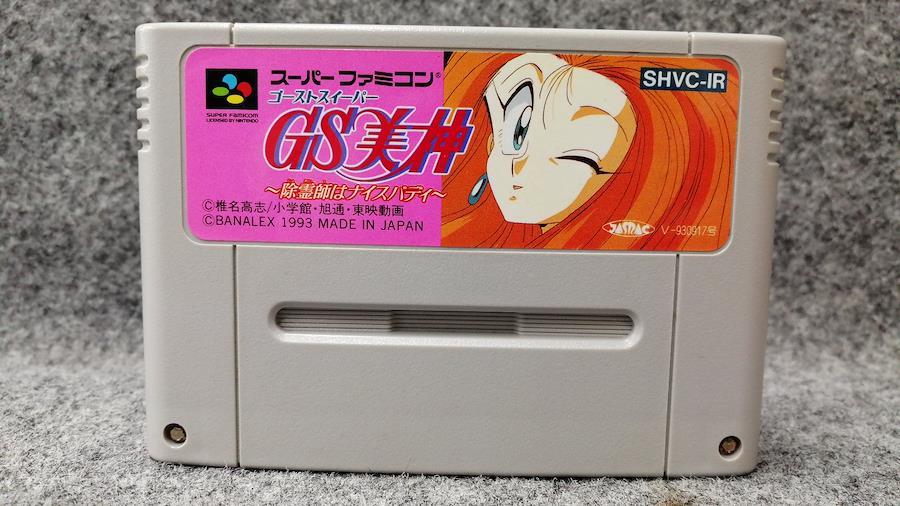 スーパーファミコン®
SHVC-IR
SUPER FAMICOM
LICENSED BY NINTENDO
ゴーストスイーパー
GS美神
～除霊師はナイスバディ～
©椎名高志/小学館・旭通・東映動画
©BANALEX 1993 MADE IN JAPAN
JASRAC
V-930917号